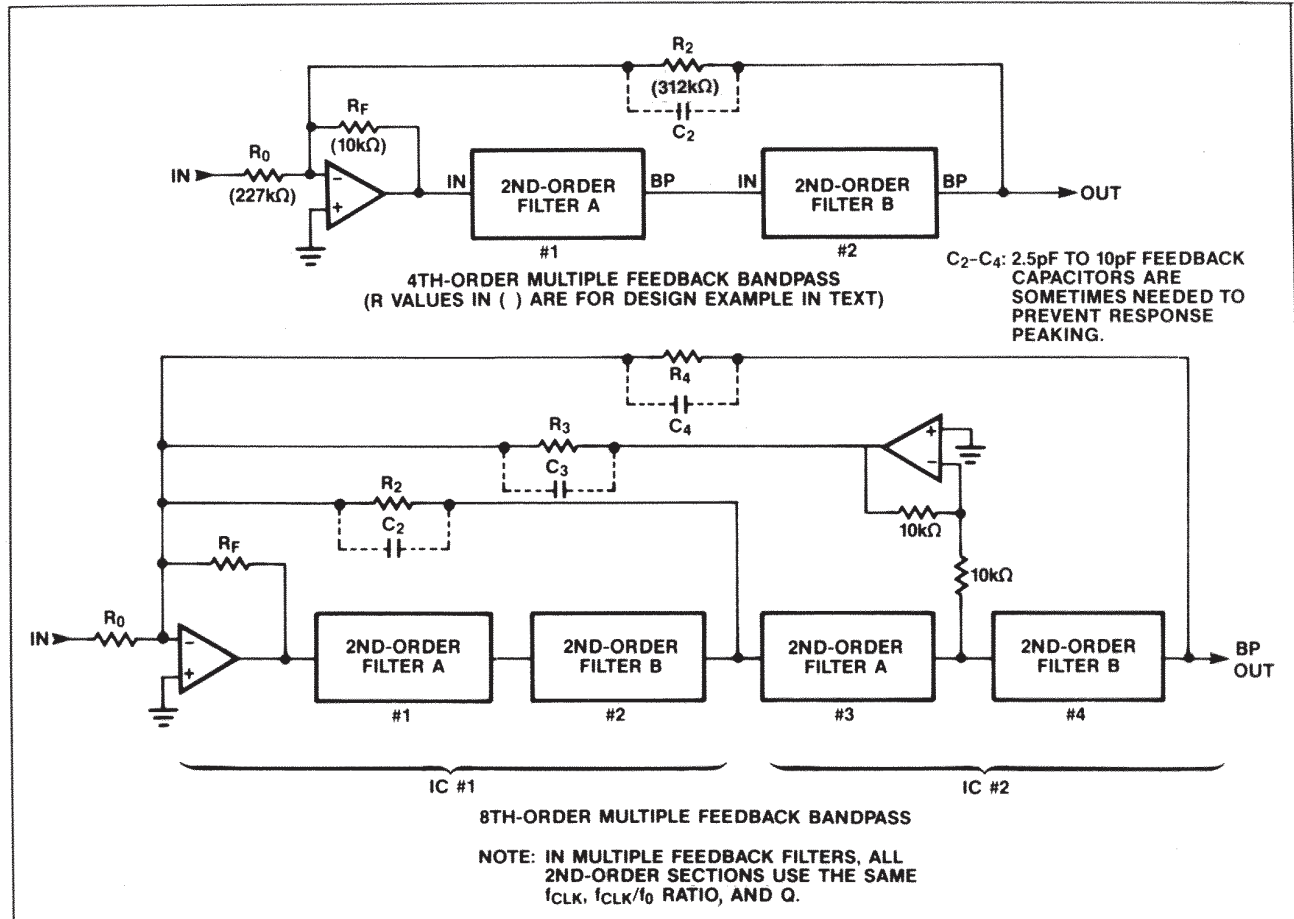 R2
(312kΩ)
C2
RF
(10kΩ)
R0
IN
(227kΩ)
−
+
IN
2ND-ORDER
FILTER A
BP
#1
IN
2ND-ORDER
FILTER B
BP
#2
OUT
4TH-ORDER MULTIPLE FEEDBACK BANDPASS
(R VALUES IN ( ) ARE FOR DESIGN EXAMPLE IN TEXT)
C2–C4: 2.5pF TO 10pF FEEDBACK
CAPACITORS ARE
SOMETIMES NEEDED TO
PREVENT RESPONSE
PEAKING.
R4
C4
R3
C3
+
−
R2
C2
10kΩ
10kΩ
RF
R0
IN
−
+
2ND-ORDER
FILTER A
#1
2ND-ORDER
FILTER B
#2
2ND-ORDER
FILTER A
#3
2ND-ORDER
FILTER B
#4
BP
OUT
IC #1
IC #2
8TH-ORDER MULTIPLE FEEDBACK BANDPASS
NOTE: IN MULTIPLE FEEDBACK FILTERS, ALL
2ND-ORDER SECTIONS USE THE SAME
fCLK, fCLK/f0 RATIO, AND Q.